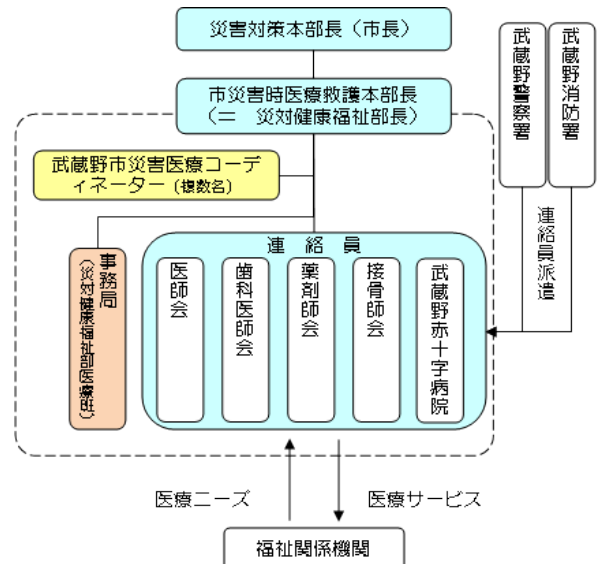 災害対策本部長（市長）
市災害時医療救護本部長
（＝　災対健康福祉部長）
武蔵野警察署
武蔵野消防署
武蔵野市災害医療コーデ
ィネーター（複数名）
連絡員派遣
事務局
（災対健康福祉部医療班）
連　絡　員
医師会
歯科医師会
薬剤師会
接骨師会
武蔵野赤十字病院
医療ニーズ
医療サービス
福祉関係機関